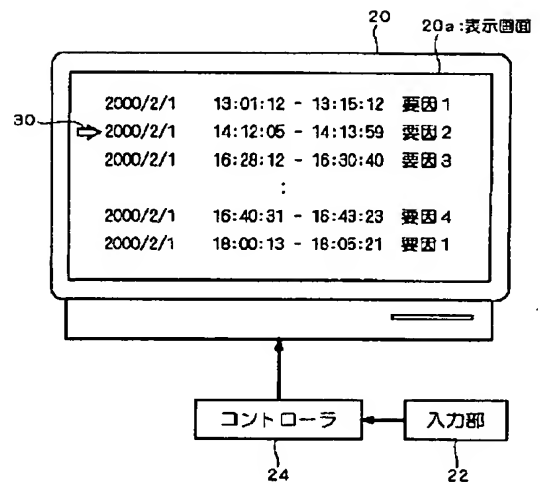 20
20a:表示画面
2000/2/1 13:01:12 - 13:15:12 要因1
30
2000/2/1 14:12:05 - 14:13:59 要因2
2000/2/1 16:28:12 - 16:30:40 要因3
:
2000/2/1 16:40:31 - 16:43:23 要因4
2000/2/1 18:00:13 - 18:05:21 要因1
コントローラ
入力部
24
22